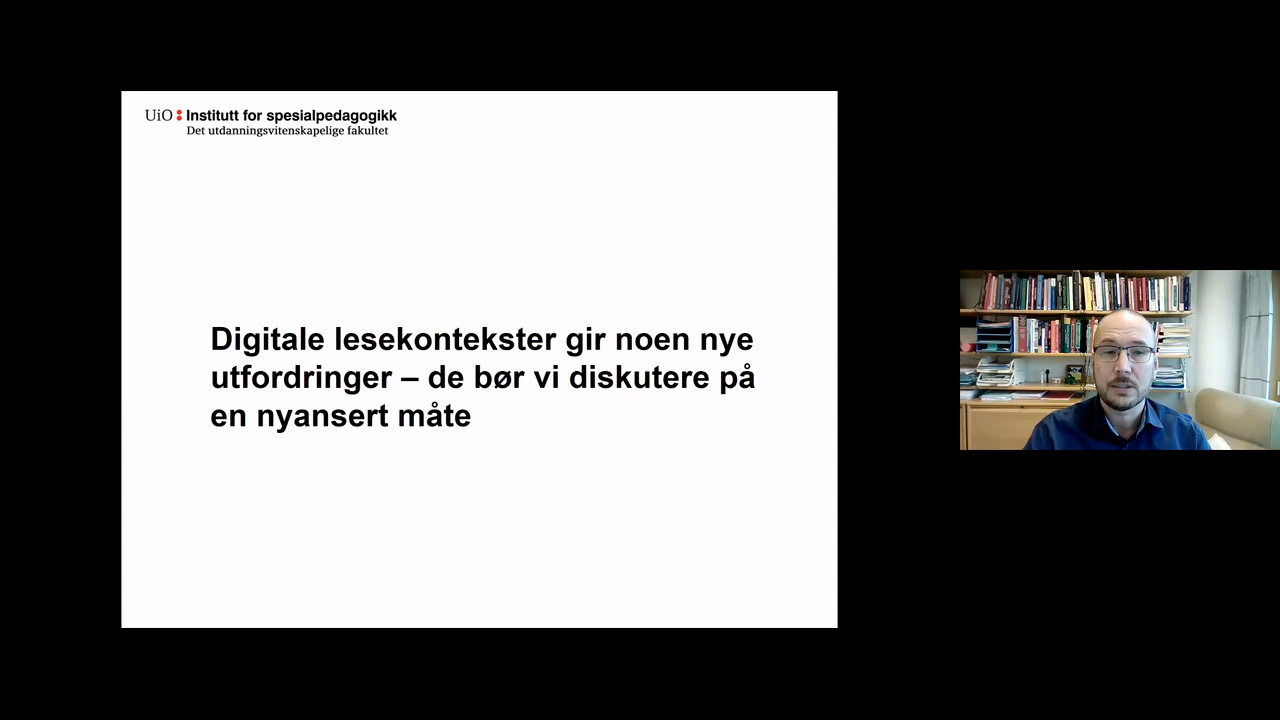 UiO Institutt for spesialpedagogikk
Det utdanningsvitenskapelige fakultet
Digitale lesekontekster gir noen nye
utfordringer – de bør vi diskutere på
en nyansert måte